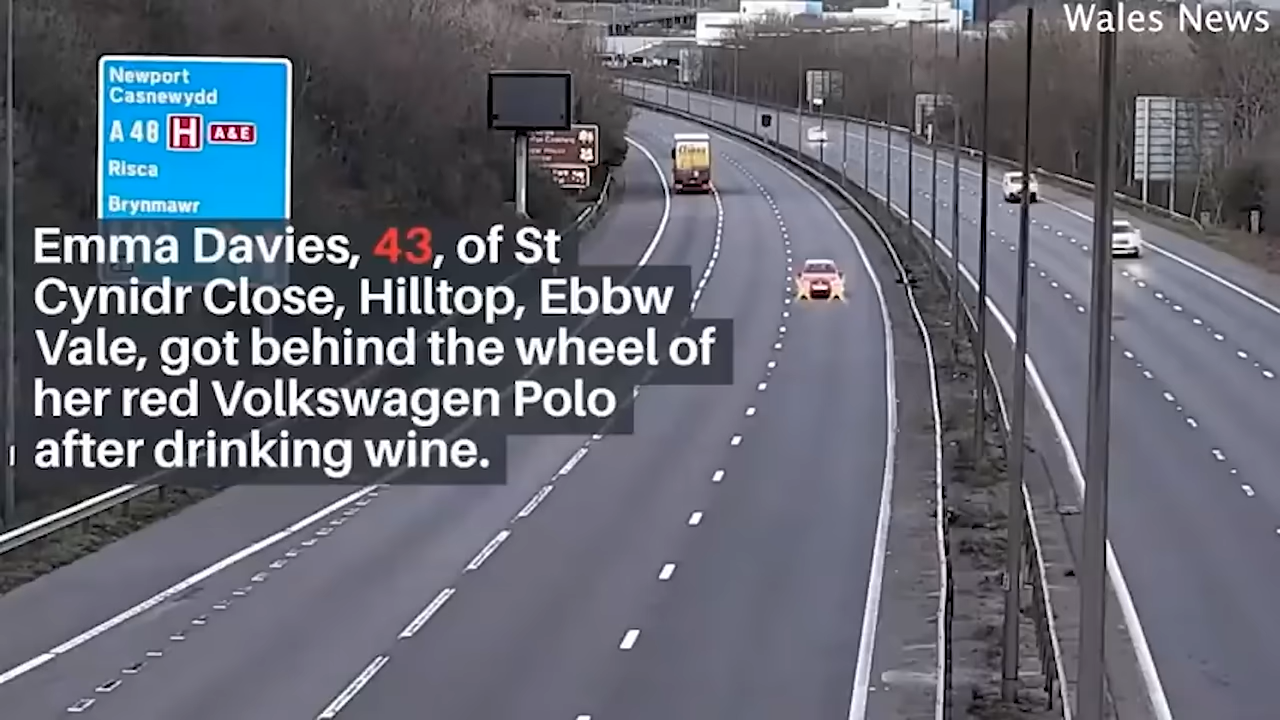 Wales News
Newport
Casnewydd
A 48 H A&E
Risca
Brynmawr
Emma Davies, 43, of St
Cynidr Close, Hilltop, Ebbw
Vale, got behind the wheel of
her red Volkswagen Polo
after drinking wine.